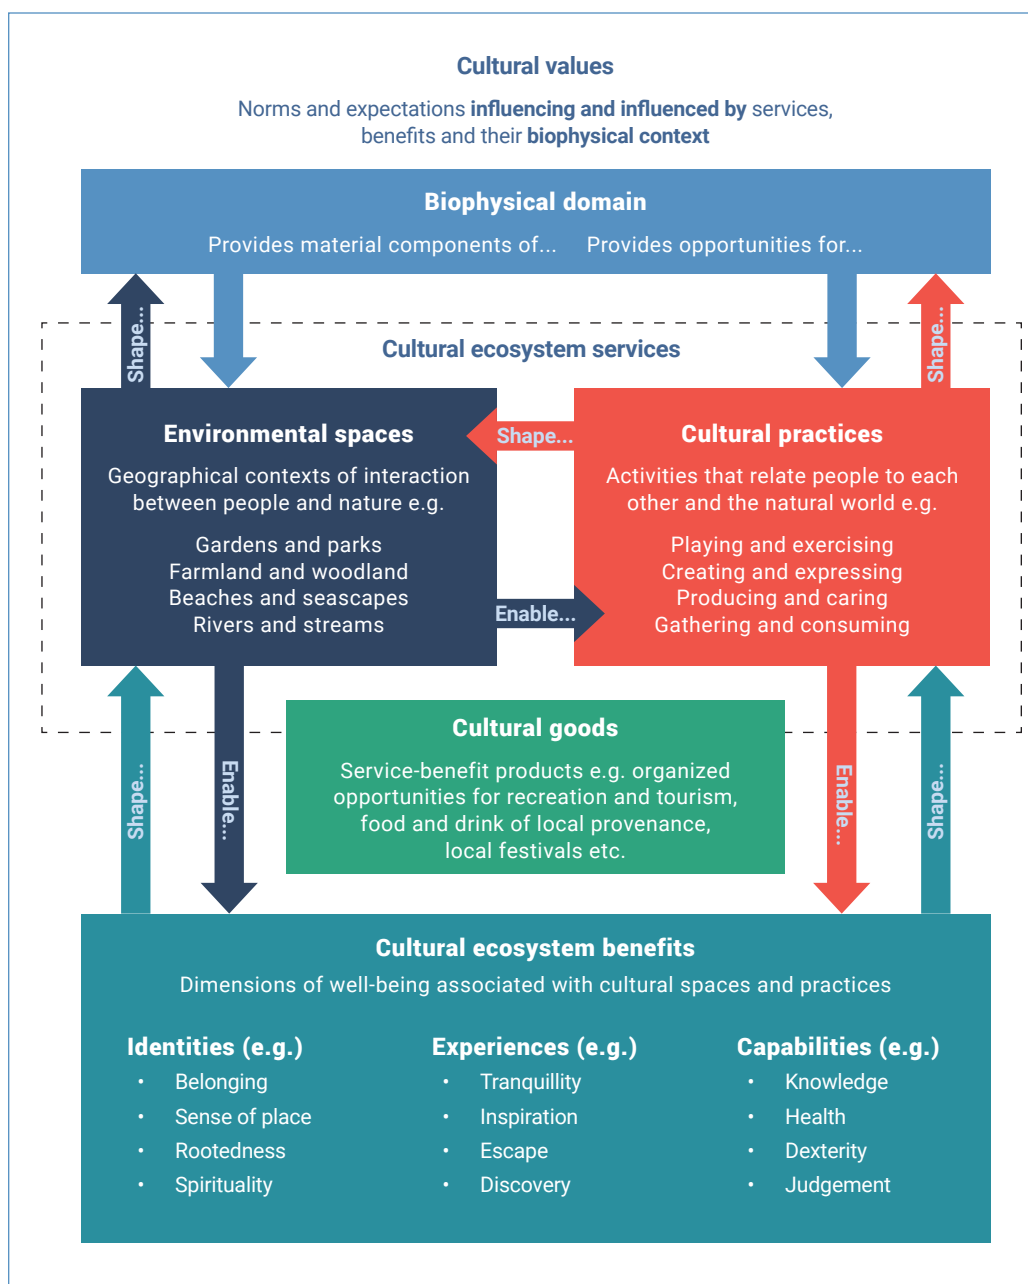 Cultural values
Norms and expectations influencing and influenced by services,
benefits and their biophysical context
Biophysical domain
Provides material components of...
Provides opportunities for...
Shape...
Shape...
Cultural ecosystem services
Environmental spaces
Geographical contexts of interaction
between people and nature e.g.
Gardens and parks
Farmland and woodland
Beaches and seascapes
Rivers and streams
Shape...
Enable...
Cultural practices
Activities that relate people to each
other and the natural world e.g.
Playing and exercising
Creating and expressing
Producing and caring
Gathering and consuming
Shape...
Enable...
Cultural goods
Service-benefit products e.g. organized
opportunities for recreation and tourism,
food and drink of local provenance,
local festivals etc.
Enable...
Shape...
Cultural ecosystem benefits
Dimensions of well-being associated with cultural spaces and practices
Identities (e.g.)
• Belonging
• Sense of place
• Rootedness
• Spirituality
Experiences (e.g.)
• Tranquillity
• Inspiration
• Escape
• Discovery
Capabilities (e.g.)
• Knowledge
• Health
• Dexterity
• Judgement